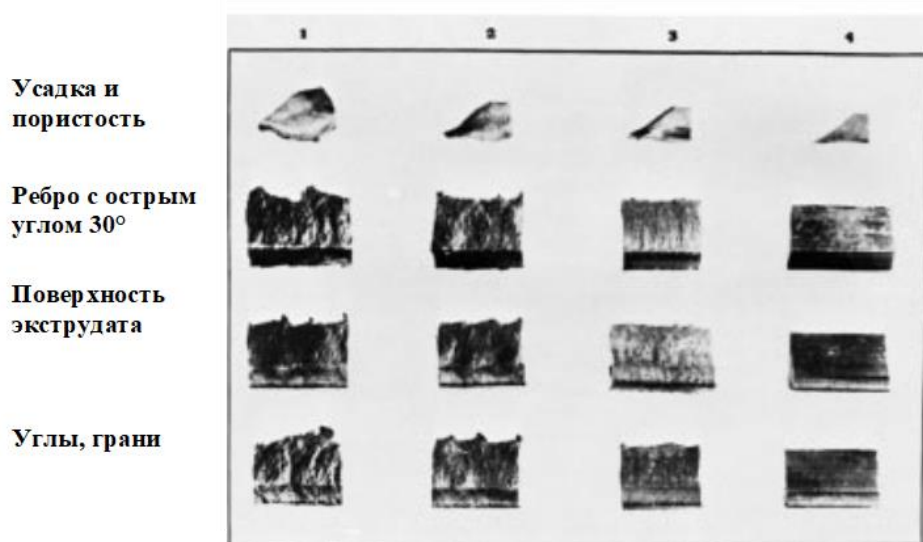 1 2 3 4
Усадка и
пористость
Ребро с острым
углом 30°
Поверхность
экструдата
Углы, грани